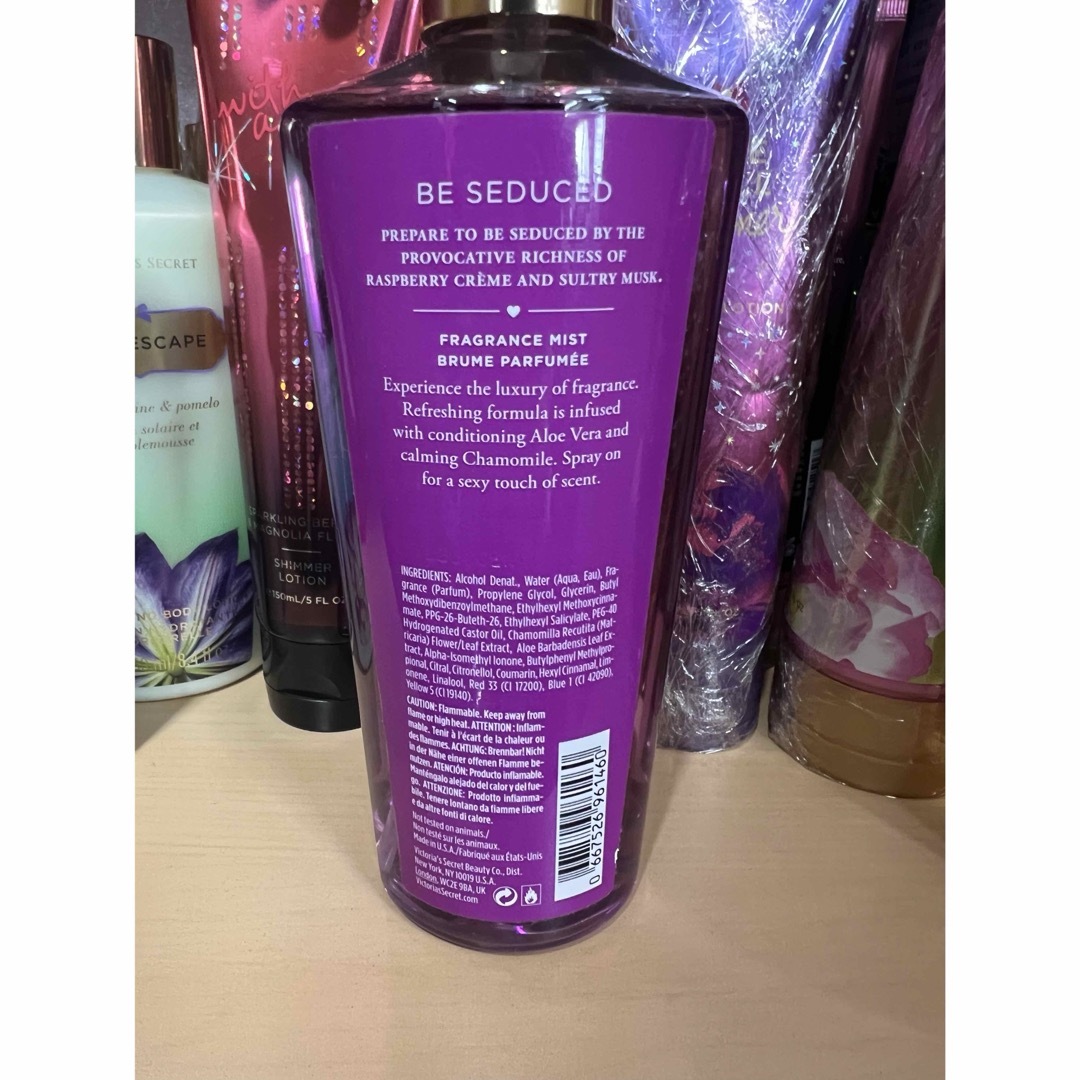 BE SEDUCED
PREPARE TO BE SEDUCED BY THE
PROVOCATIVE RICHNESS OF
RASPBERRY CRÈME AND SULTRY MUSK.
FRAGRANCE MIST
BRUME PARFUMÉE
Experience the luxury of fragrance.
Refreshing formula is infused
with conditioning Aloe Vera and
calming Chamomile. Spray on
for a sexy touch of scent.
INGREDIENTS: Alcohol Denat., Water (Aqua, Eau), Fra-
grance (Parfum), Propylene Glycol, Glycerin, Butyl
Methoxydibenzoylmethane, Ethylhexyl Methoxycinna-
mate, PPG-26-Buteth-26, Ethylhexyl Salicylate, PEG-40
Hydrogenated Castor Oil, Chamomilla Recutita (Mat-
ricaria) Flower/Leaf Extract, Aloe Barbadensis Leaf Ex-
tract, Alpha-Isomethyl Ionone, Butylphenyl Methylpro-
pional, Citral, Citronellol, Coumarin, Hexyl Cinnamal, Lim-
onene, Linalool, Red 33 (CI 17200), Blue 1 (CI 42090),
Yellow 5 (CI 19140).
CAUTION: Flammable. Keep away from
flame or high heat. ATTENTION : Inflam-
mable. Tenir à l'écart de la chaleur ou
des flammes. ACHTUNG: Brennbar! Nicht
in der Nähe einer offenen Flamme be-
nutzen. ATENCIÓN: Producto inflamable.
Manténgalo alejado del calor y del fue-
go. ATTENZIONE: Prodotto infiamma-
bile. Tenere lontano da fiamme libere
e da altre fonti di calore.
Not tested on animals./
Non testé sur les animaux.
Made in U.S.A./Fabriqué aux États-Unis
Victoria's Secret Beauty Co., Dist.
New York, NY 10019 U.S.A.
London, WC2E 9BA, UK
VictoriasSecret.com
0 667526 961460
S SECRET
ESCAPE
& pomelo
solaire et
with
a
SHIMMER
LOTION
150mL/5 FL OZ